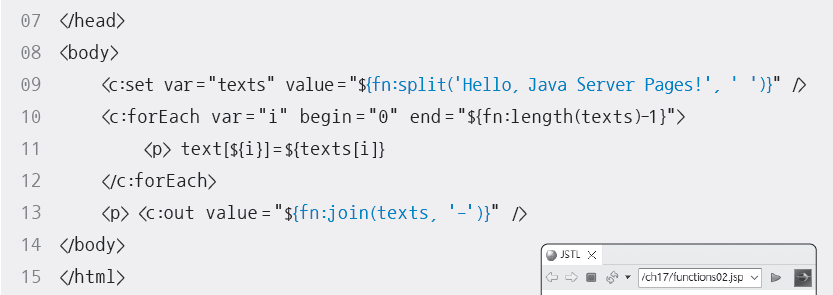 07 </head>
08 <body>
09 <c:set var="texts" value="${fn:split('Hello, Java Server Pages!', ' ')}" />
10 <c:forEach var="i" begin="0" end="${fn:length(texts)-1}">
11 <p> text[${i}]=${texts[i]}
12 </c:forEach>
13 <p> <c:out value="${fn:join(texts, '-')}" />
14 </body>
15 </html>
JSTL
/ch17/functions02.jsp